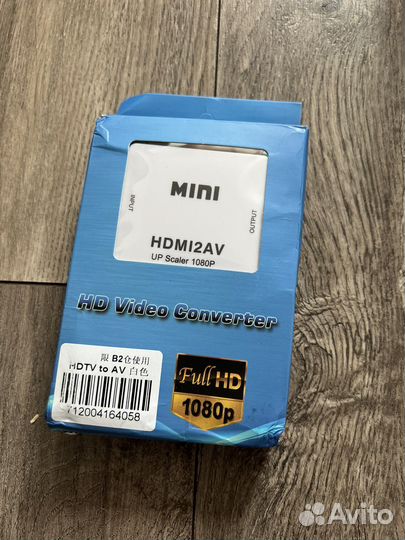 MINI
INPUT
OUTPUT
HDMI2AV
UP Scaler 1080P
HD Video Converter
限 B2仓使用
HDTV to AV 白色
712004164058
Full HD
1080p
Avito